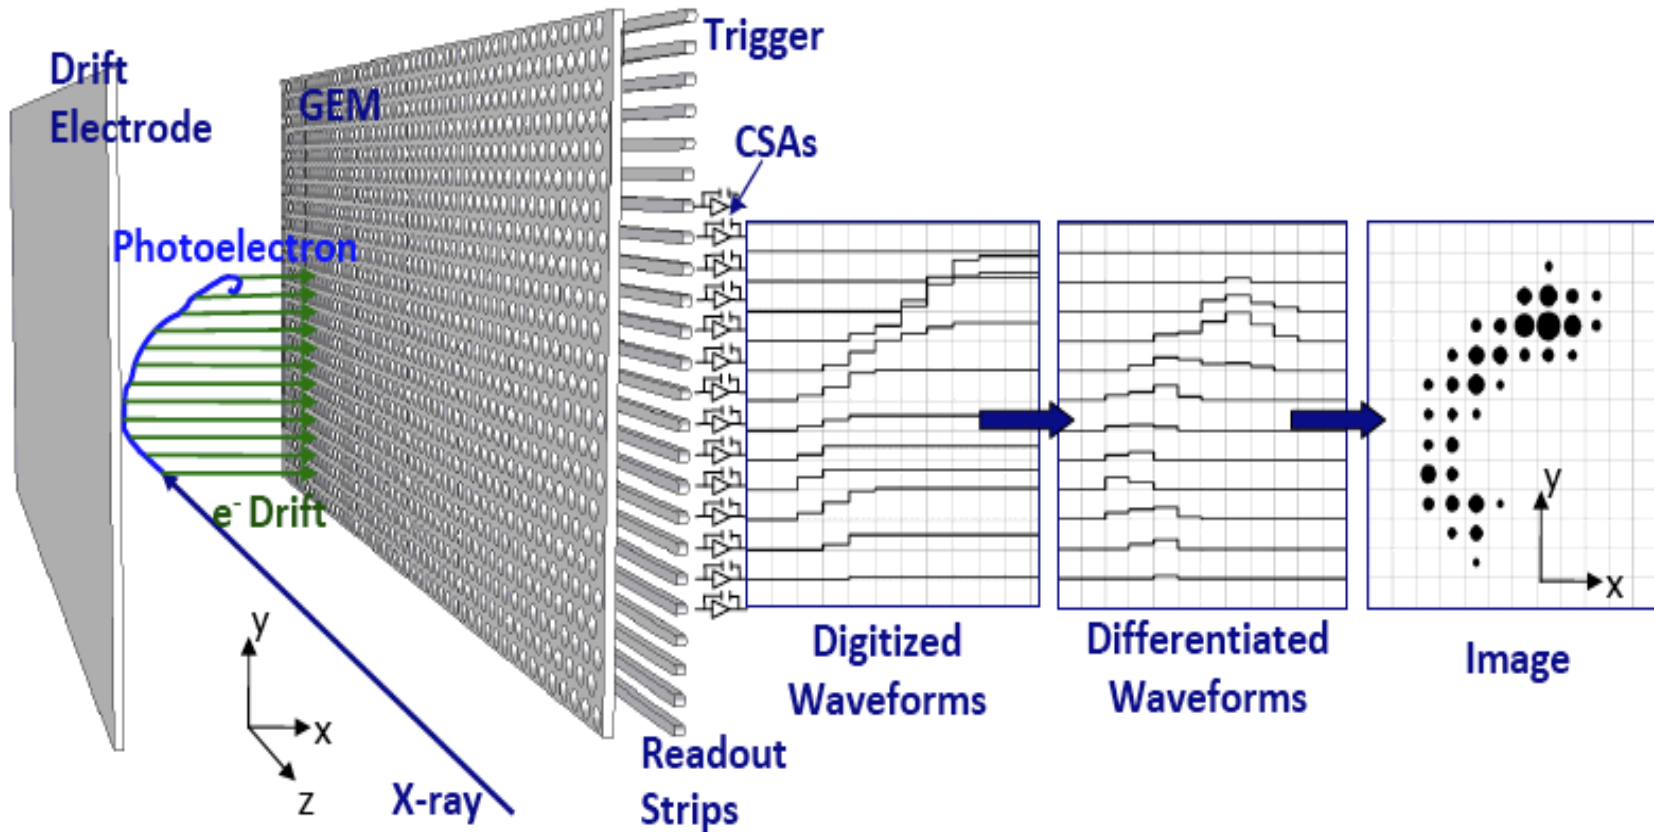 Drift
Electrode
GEM
Trigger
CSAs
Photoelectron
e⁻ Drift
y
x
z
X-ray
Readout
Strips
Digitized
Waveforms
Differentiated
Waveforms
y
x
Image